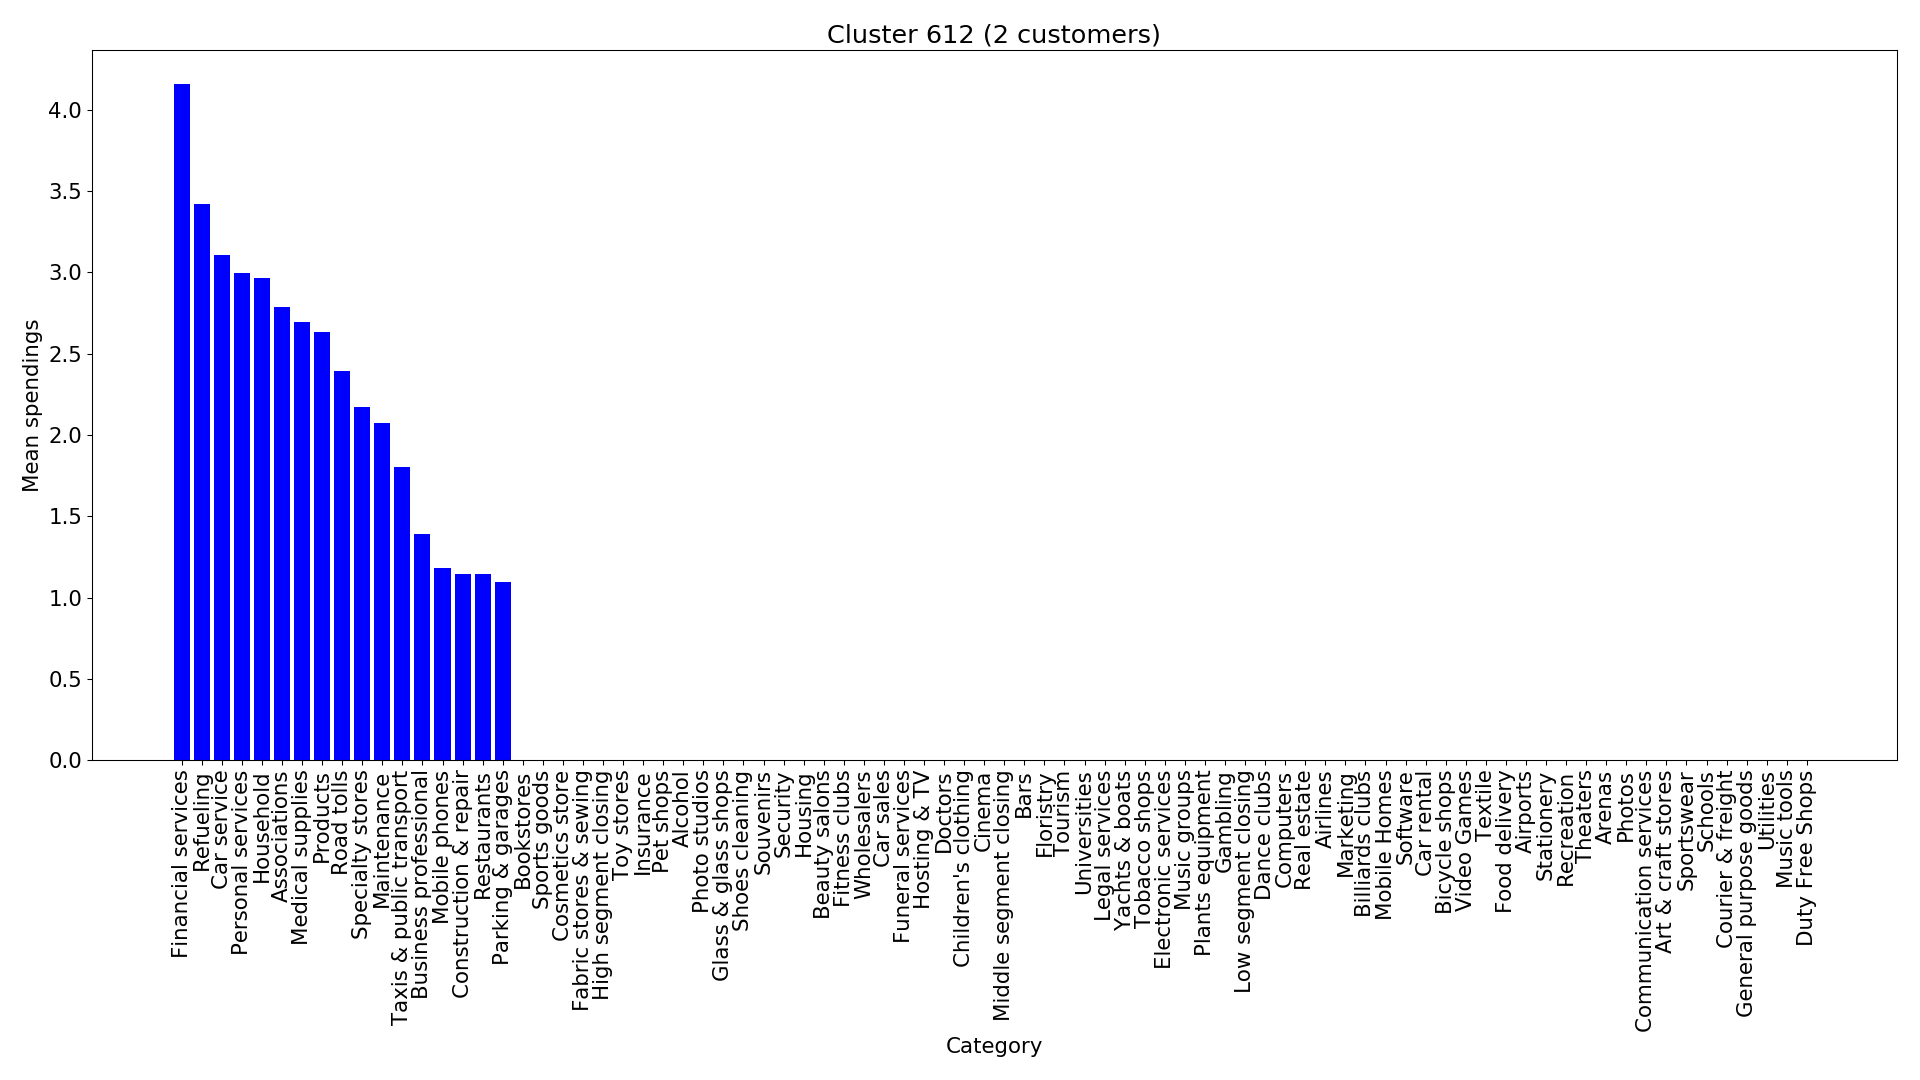 Cluster 612 (2 customers)
Mean spendings
4.0
3.5
3.0
2.5
2.0
1.5
1.0
0.5
0.0
Financial services
Refueling
Car service
Personal services
Household
Associations
Medical supplies
Products
Road tolls
Specialty stores
Maintenance
Taxis & public transport
Business professional
Mobile phones
Construction & repair
Restaurants
Parking & garages
Bookstores
Sports goods
Cosmetics store
Fabric stores & sewing
High segment closing
Toy stores
Insurance
Pet shops
Alcohol
Photo studios
Glass & glass shops
Shoes cleaning
Souvenirs
Security
Housing
Beauty salons
Fitness clubs
Wholesalers
Car sales
Funeral services
Hosting & TV
Doctors
Children's clothing
Cinema
Middle segment closing
Bars
Floristry
Tourism
Universities
Legal services
Yachts & boats
Tobacco shops
Electronic services
Music groups
Plants equipment
Gambling
Low segment closing
Dance clubs
Computers
Real estate
Airlines
Marketing
Billiards clubs
Mobile Homes
Software
Car rental
Bicycle shops
Video Games
Textile
Food delivery
Airports
Stationery
Recreation
Theaters
Arenas
Photos
Communication services
Art & craft stores
Sportswear
Schools
Courier & freight
General purpose goods
Utilities
Music tools
Duty Free Shops
Category